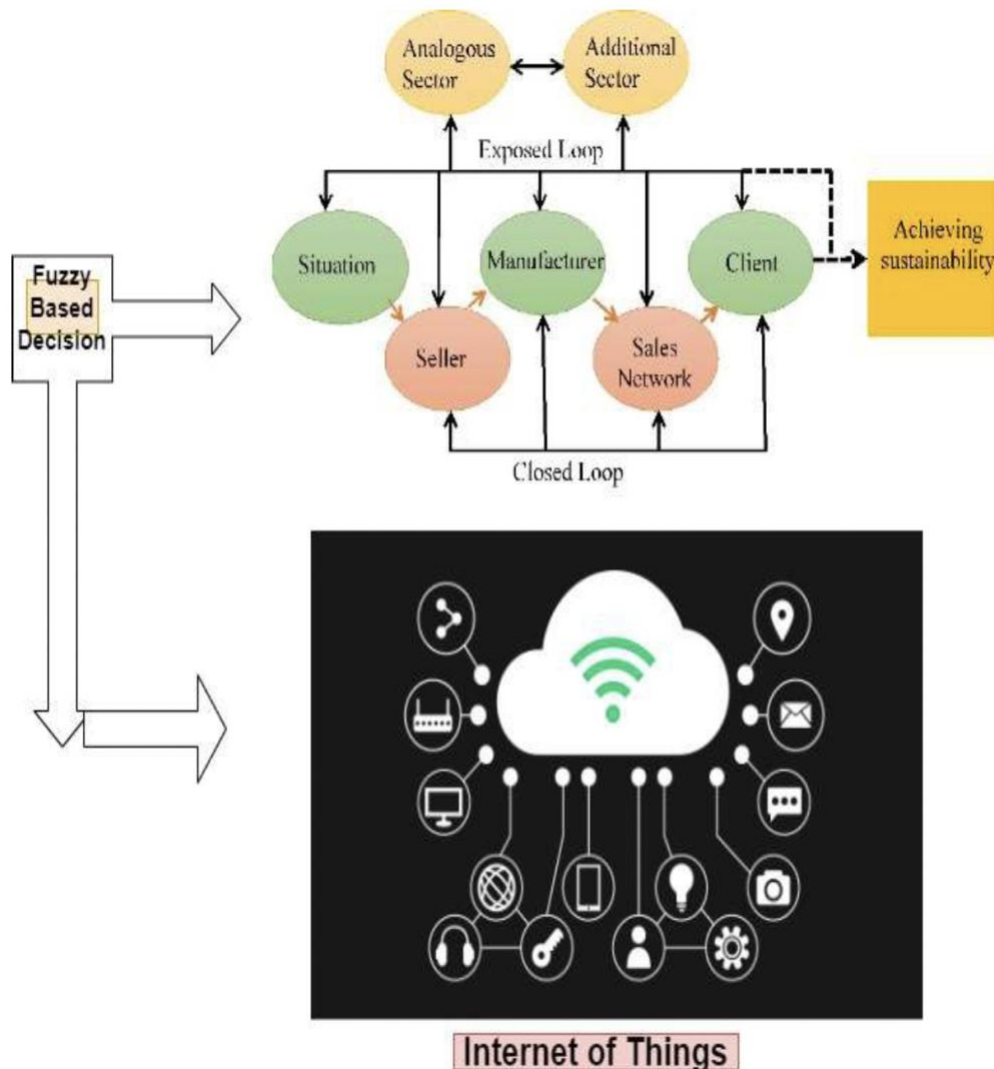 Analogous
Sector
Additional
Sector
Exposed Loop
Situation
Manufacturer
Client
Achieving
sustainability
Fuzzy
Based
Decision
Seller
Sales
Network
Closed Loop
Internet of Things